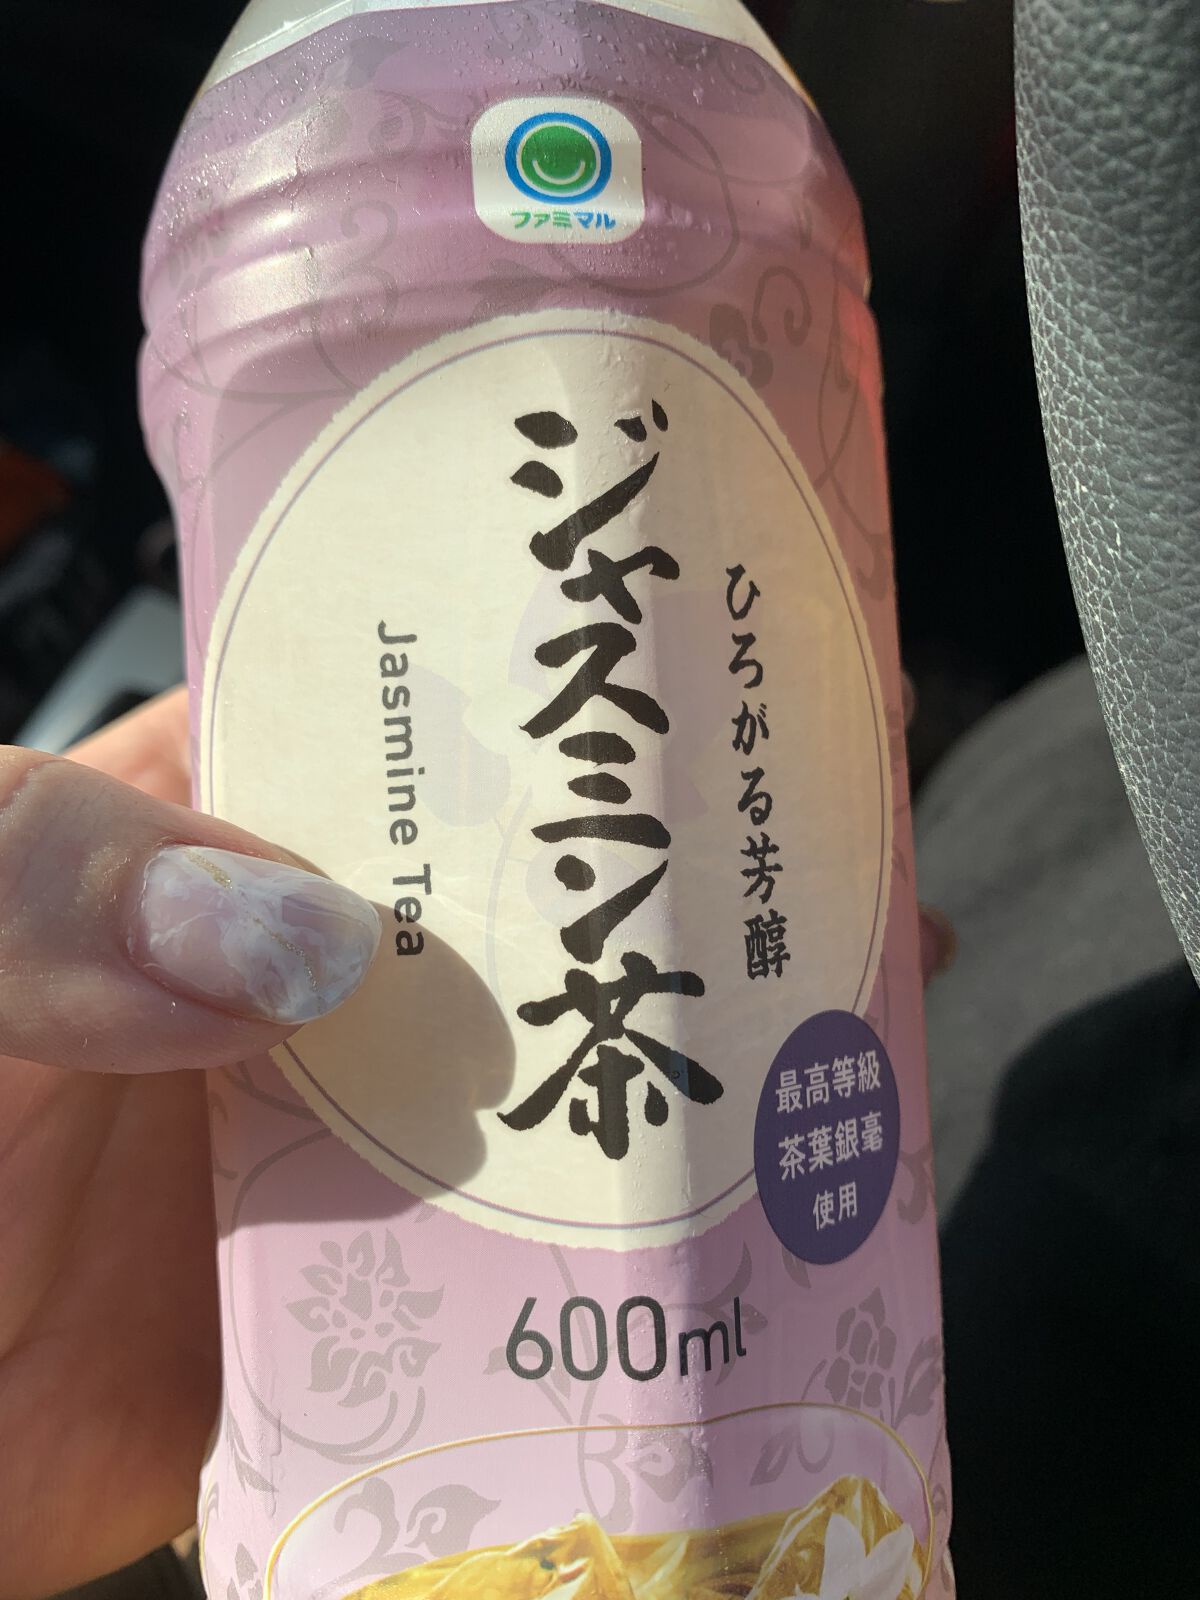 ファミマル
ひろがる芳醇
ジャスミン茶
Jasmine Tea
最高等級
茶葉銀毫
使用
600ml